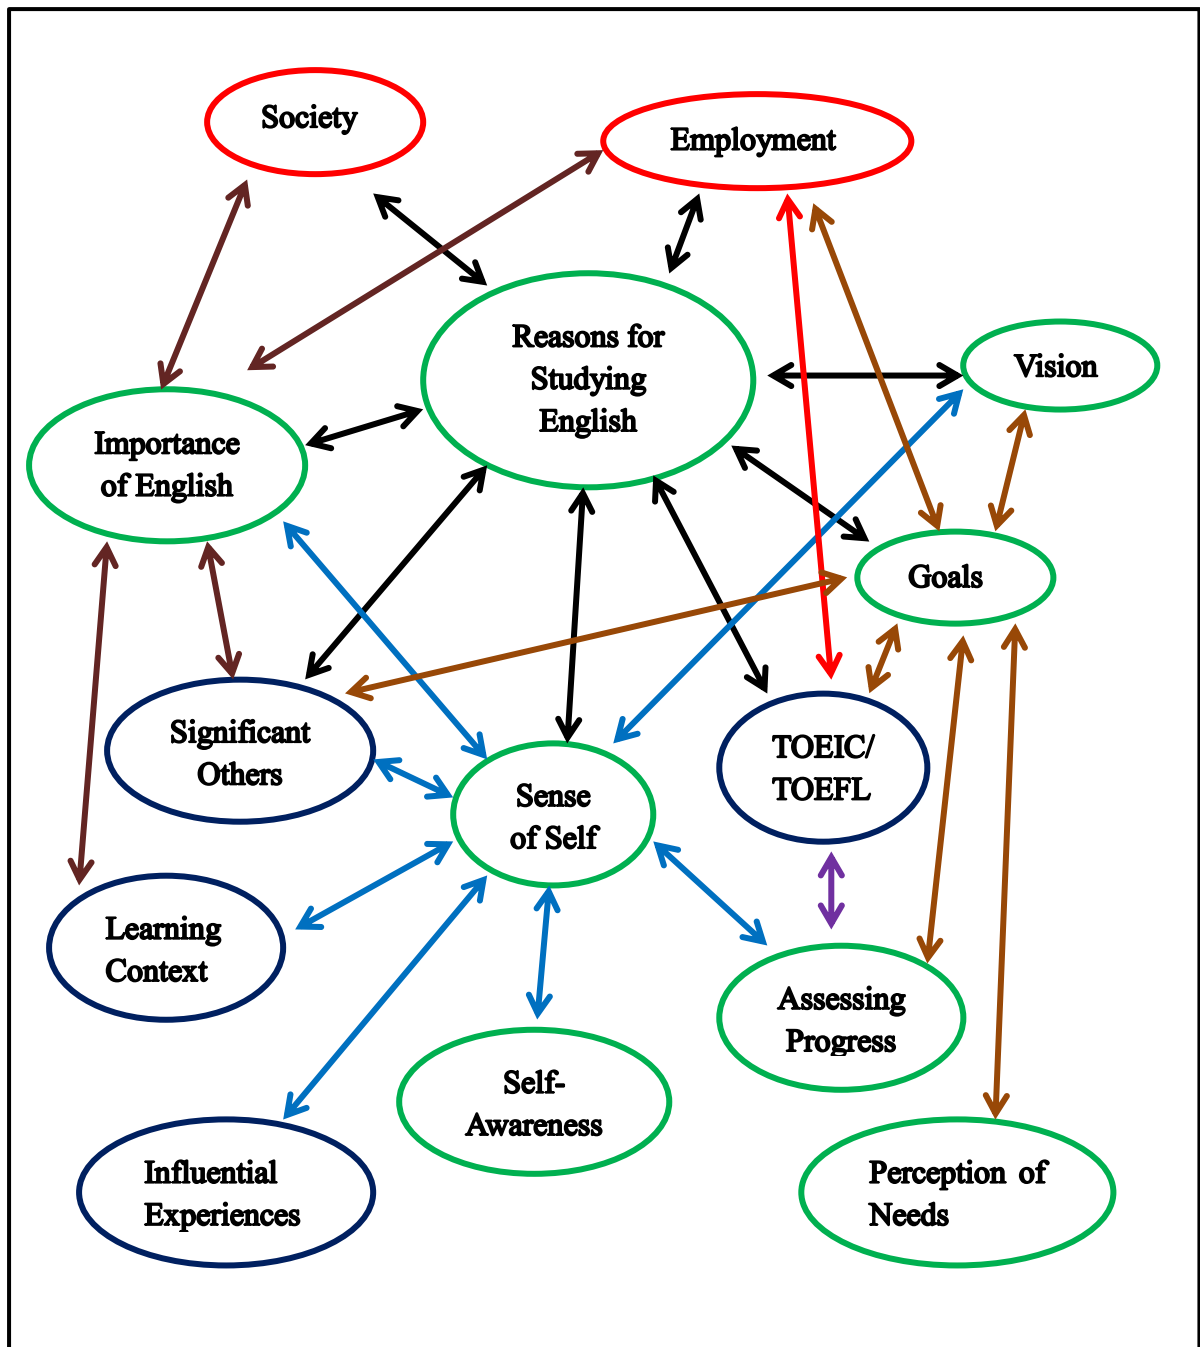 Society
Employment
Reasons for
Studying
English
Vision
Importance
of English
Goals
Significant
Others
TOEIC/
TOEFL
Sense
of Self
Learning
Context
Assessing
Progress
Self-
Awareness
Influential
Experiences
Perception of
Needs